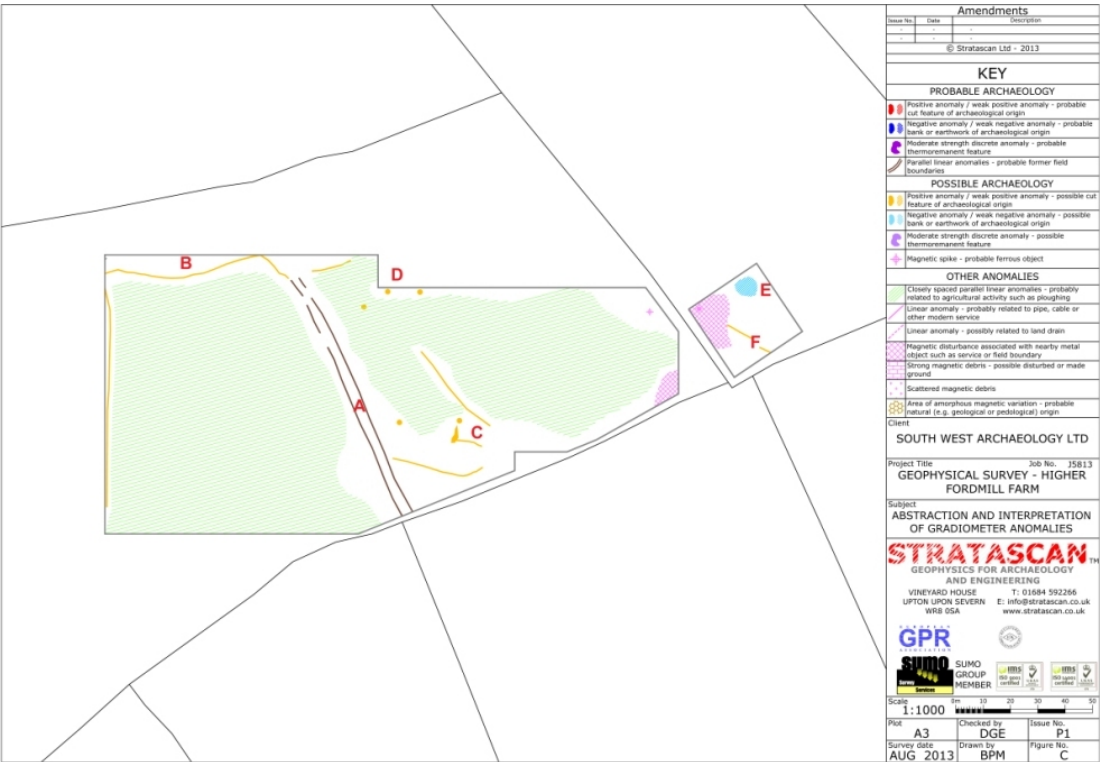 B
D
E
F
A
C
Amendments
Issue No. Date Description
© Stratascan Ltd - 2013
KEY
PROBABLE ARCHAEOLOGY
Positive anomaly / weak positive anomaly - probable
cut feature of archaeological origin
Negative anomaly / weak negative anomaly - probable
bank or earthwork of archaeological origin
Moderate strength discrete anomaly - probable
thermoremanent feature
Parallel linear anomalies - probable former field
boundaries
POSSIBLE ARCHAEOLOGY
Positive anomaly / weak positive anomaly - possible cut
feature of archaeological origin
Negative anomaly / weak negative anomaly - possible
bank or earthwork of archaeological origin
Moderate strength discrete anomaly - possible
thermoremanent feature
Magnetic spike - probable ferrous object
OTHER ANOMALIES
Closely spaced parallel linear anomalies - probably
related to agricultural activity such as ploughing
Linear anomaly - probably related to pipe, cable or
other modern service
Linear anomaly - possibly related to land drain
Magnetic disturbance associated with nearby metal
object such as service or field boundary
Strong magnetic debris - possible disturbed or made
ground
Scattered magnetic debris
Area of amorphous magnetic variation - probable
natural (e.g. geological or pedological) origin
Client
SOUTH WEST ARCHAEOLOGY LTD
Project Title Job No. J5813
GEOPHYSICAL SURVEY - HIGHER
FORDMILL FARM
Subject
ABSTRACTION AND INTERPRETATION
OF GRADIOMETER ANOMALIES
STRATASCAN TM
GEOPHYSICS FOR ARCHAEOLOGY
AND ENGINEERING
VINEYARD HOUSE T: 01684 592266
UPTON UPON SEVERN E: info@stratascan.co.uk
WR8 0SA www.stratascan.co.uk
EUROPEAN
GPR
ASSOCIATION
sumo
Survey
Services
SUMO
GROUP
MEMBER
ims
ISO 9001
certified
ims
certified
Scale
1:1000
0m 10 20 30 40 50
Plot Checked by Issue No.
A3 DGE P1
Survey date Drawn by Figure No.
AUG 2013 BPM C